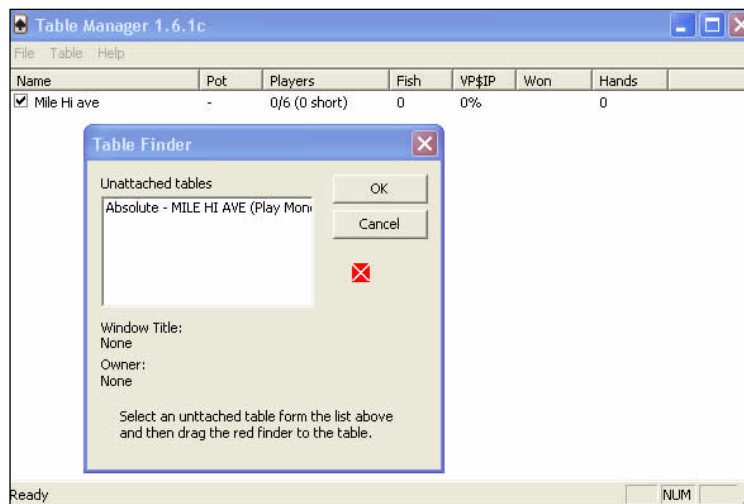 Table Manager 1.6.1c
File Table Help
Name Pot Players Fish VP$IP Won Hands
Mile Hi ave - 0/6 (0 short) 0 0% 0
Table Finder
Unattached tables
OK
Absolute - MILE HI AVE (Play Mon
Cancel
Window Title:
None
Owner:
None
Select an unttached table form the list above
and then drag the red finder to the table.
Ready NUM